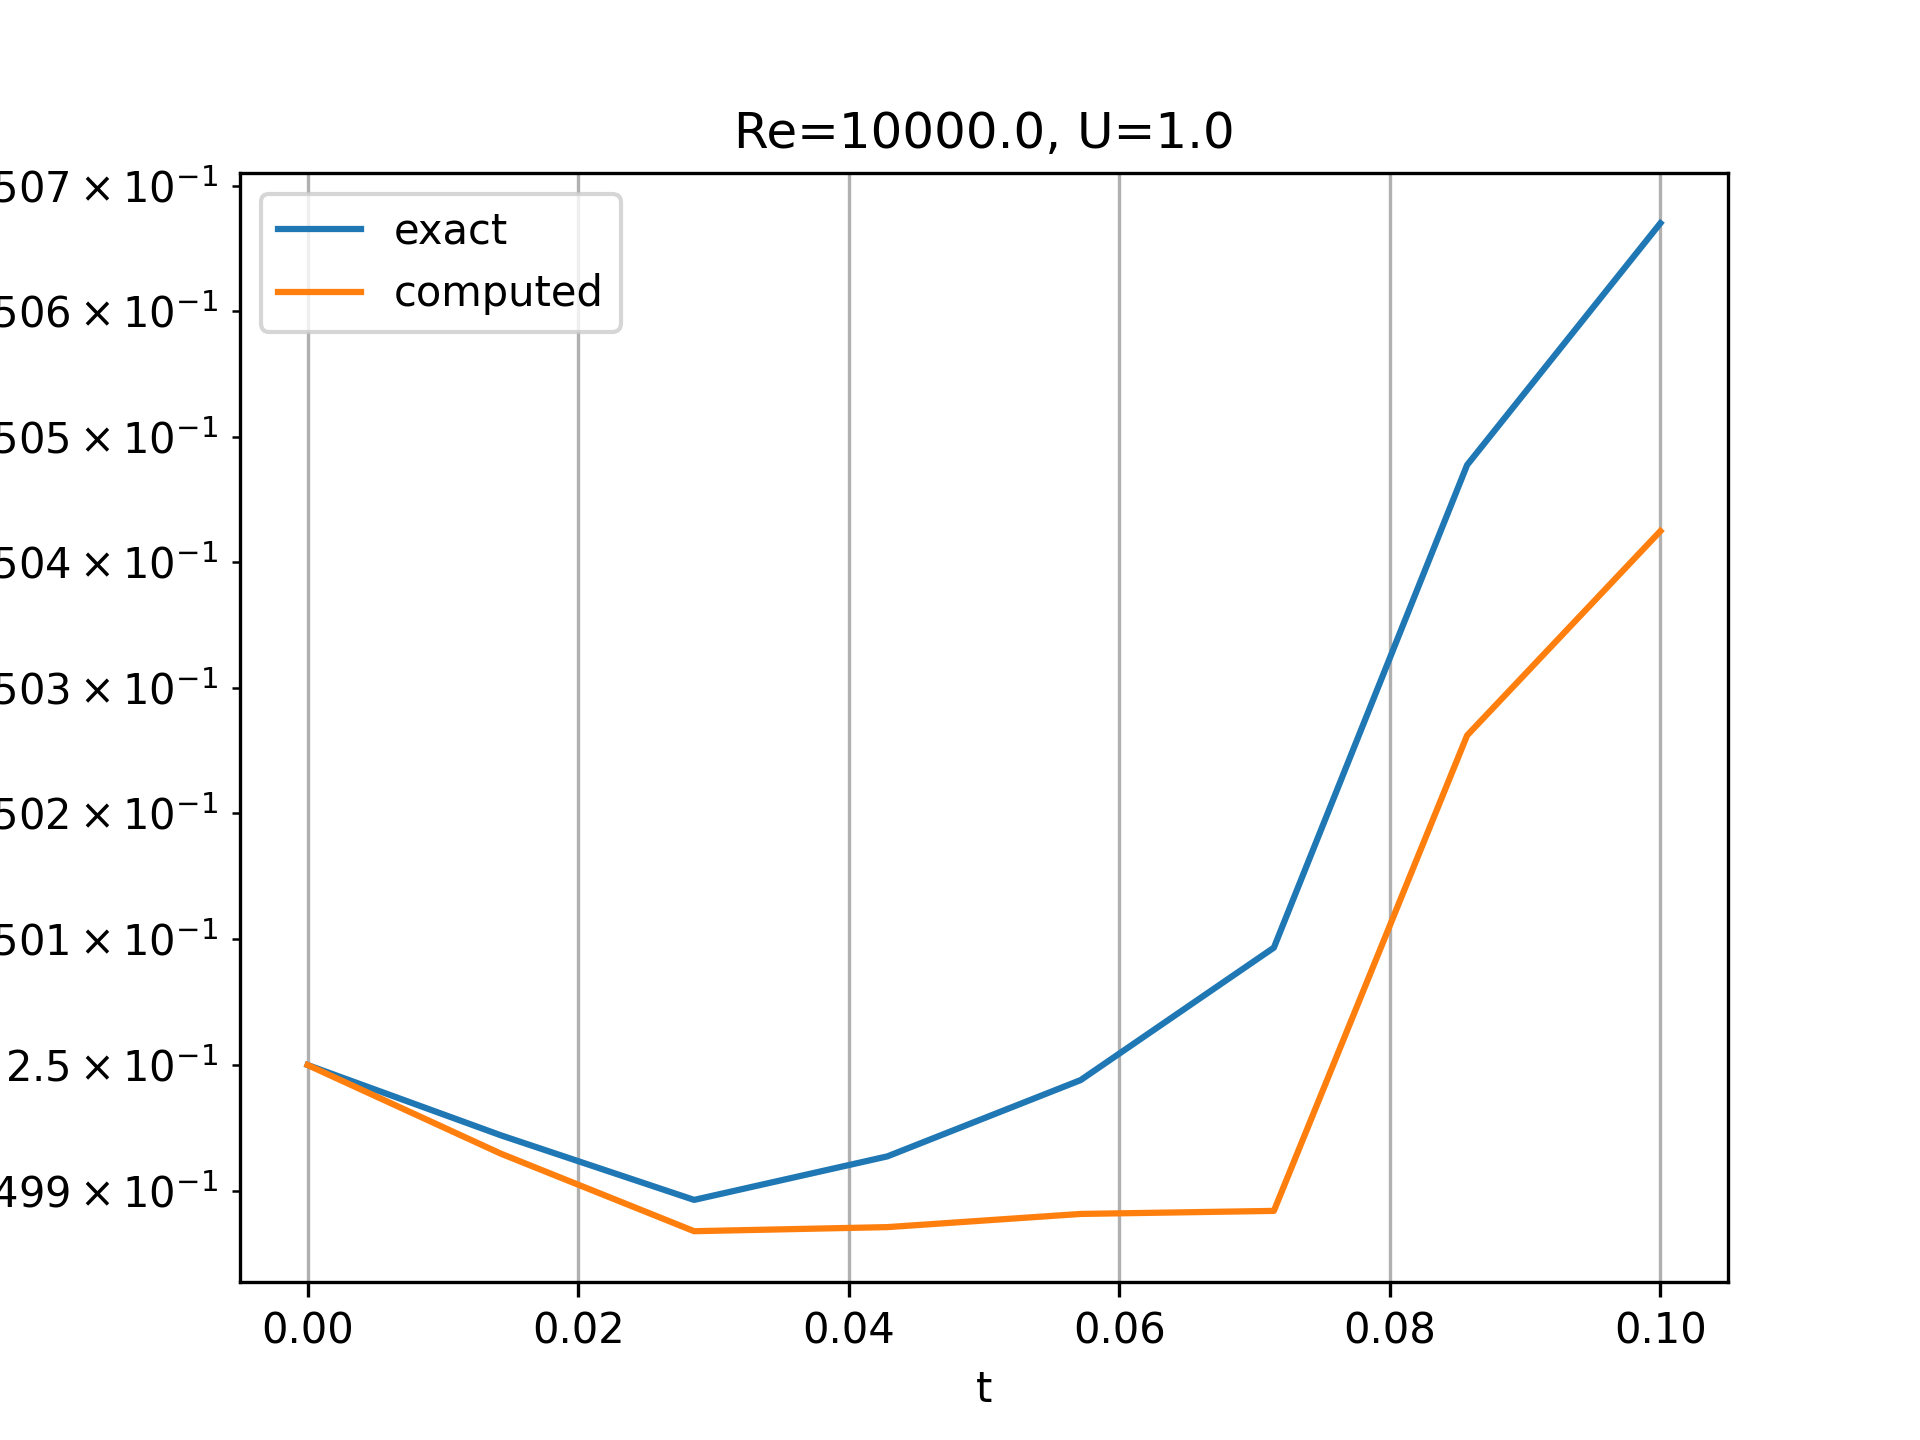 Re=10000.0, U=1.0
507 × 10⁻¹
506 × 10⁻¹
505 × 10⁻¹
504 × 10⁻¹
503 × 10⁻¹
502 × 10⁻¹
501 × 10⁻¹
2.5 × 10⁻¹
499 × 10⁻¹
exact
computed
0.00 0.02 0.04 0.06 0.08 0.10
t